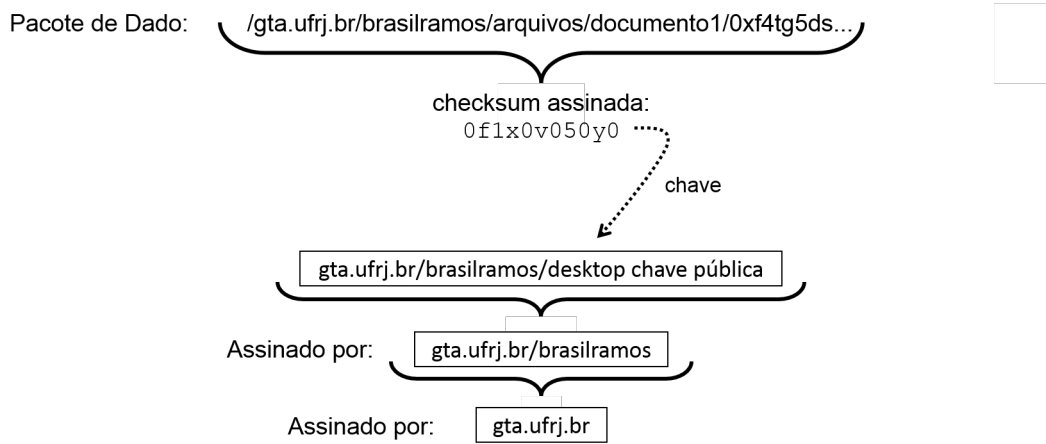 Pacote de Dado: /gta.ufrj.br/brasilramos/arquivos/documento1/0xf4tg5ds...
checksum assinada:
0f1x0v050y0
chave
gta.ufrj.br/brasilramos/desktop chave pública
Assinado por: gta.ufrj.br/brasilramos
Assinado por: gta.ufrj.br